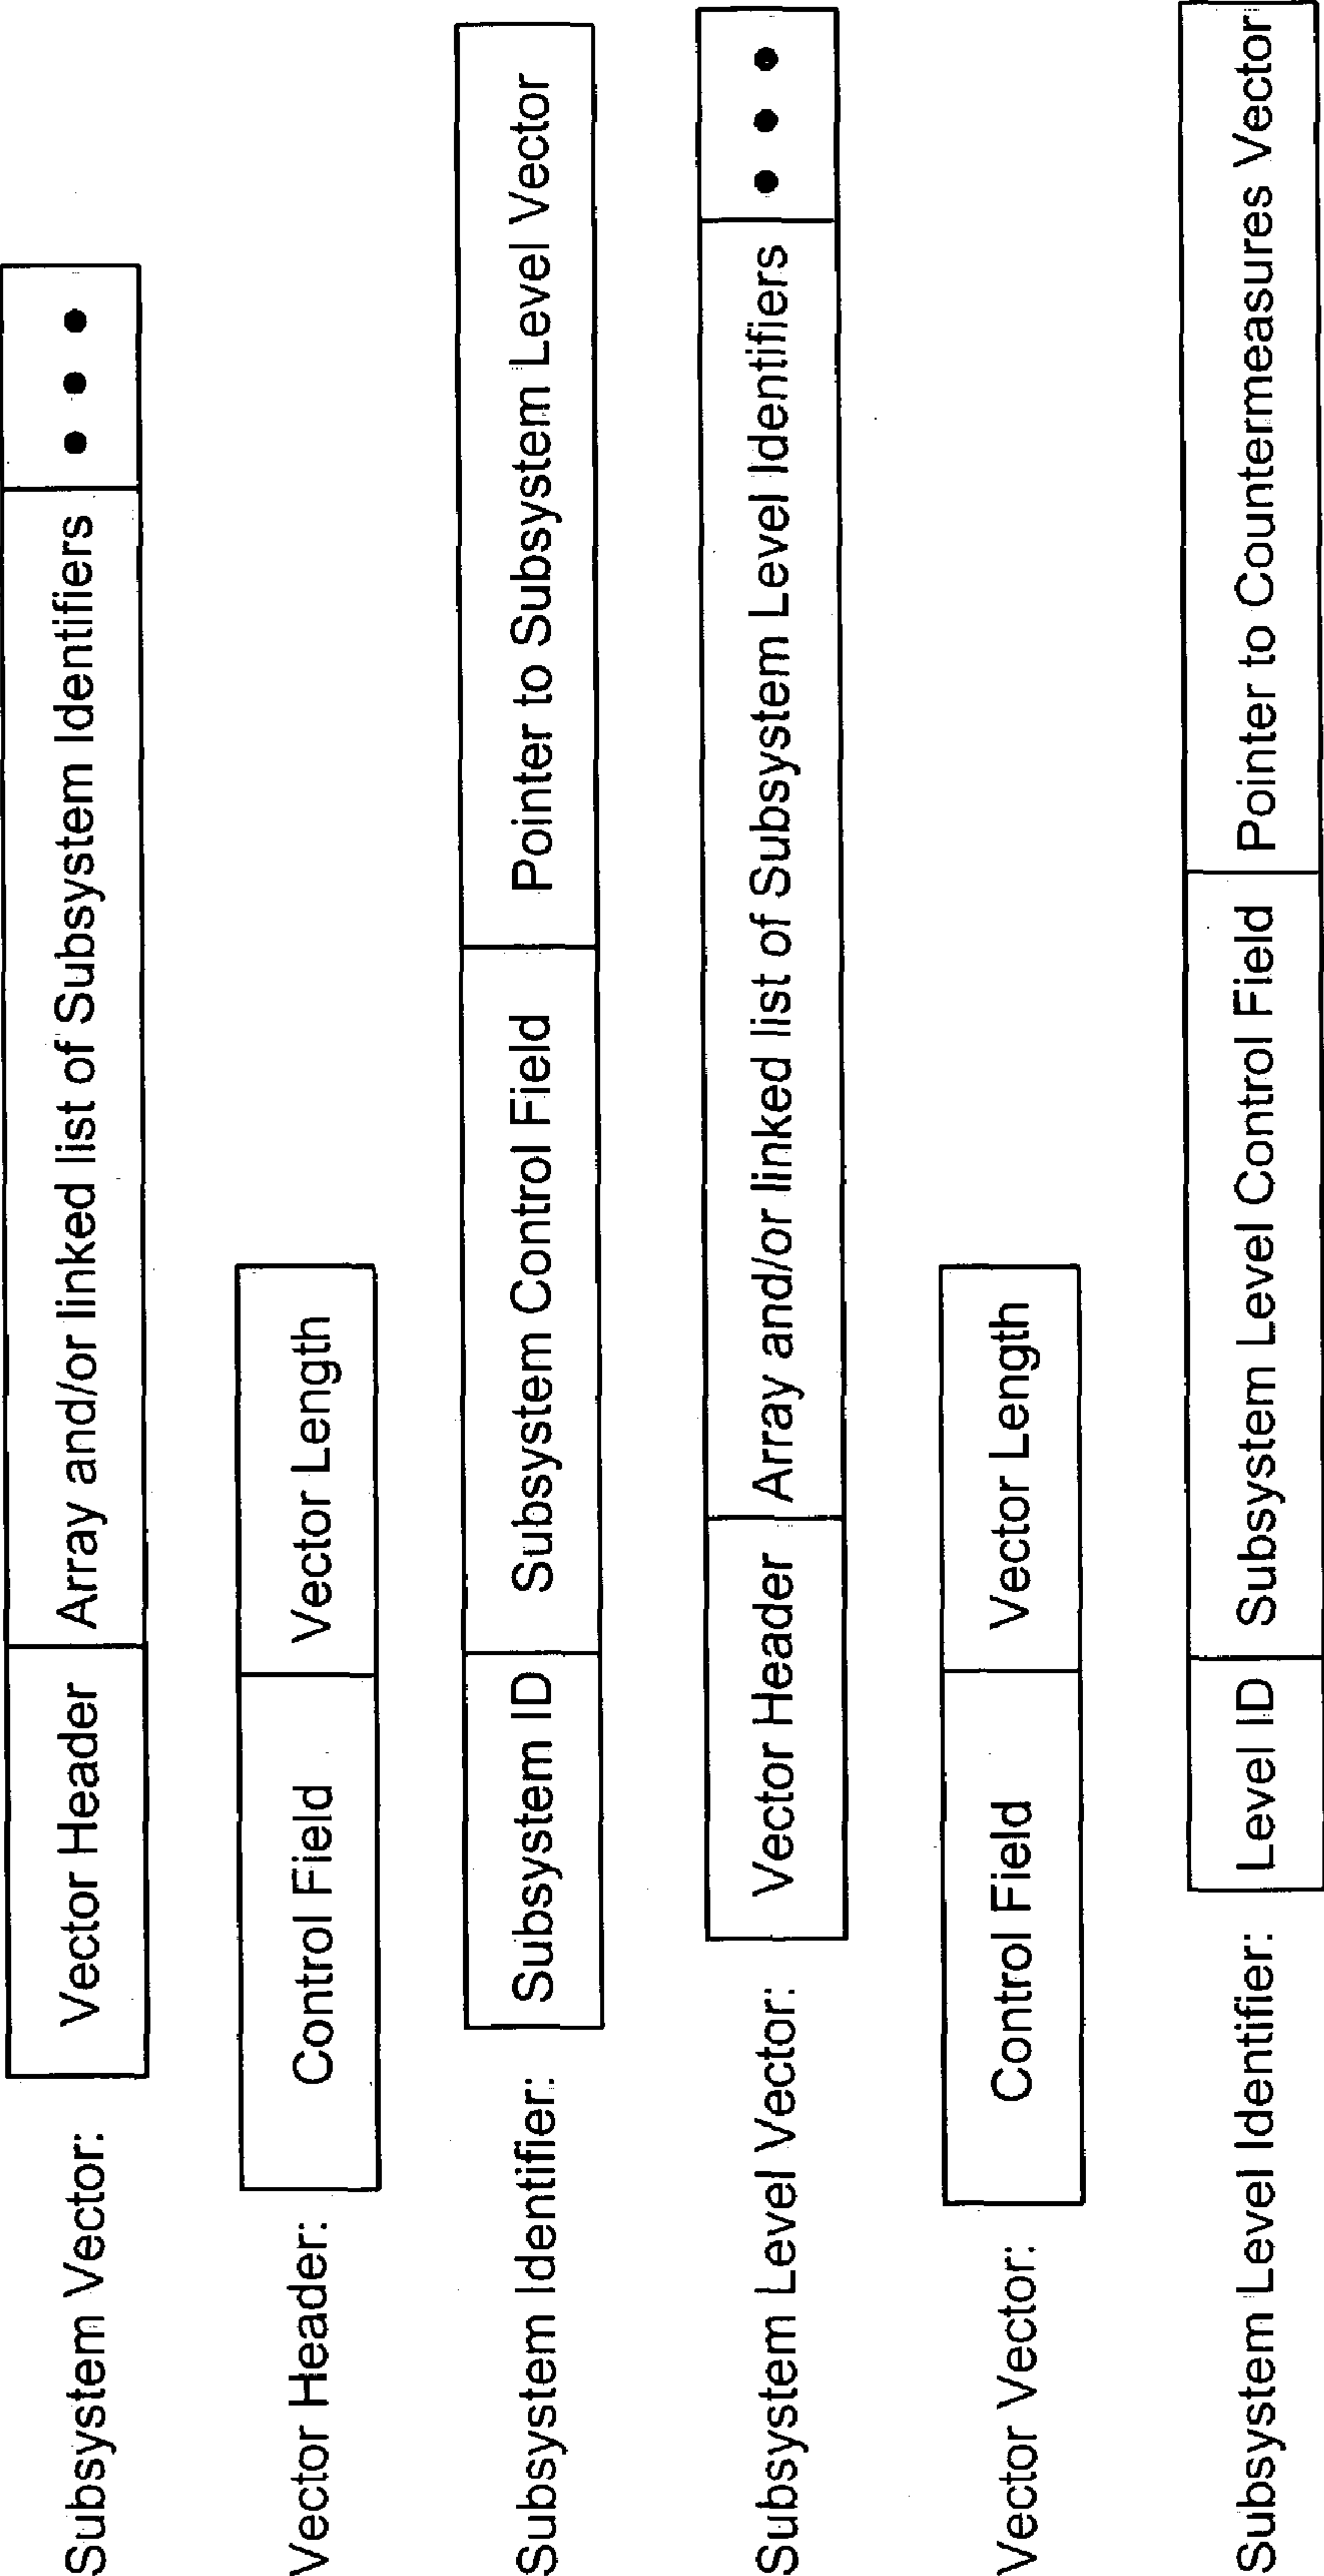 Subsystem Vector: Vector Header Array and/or linked list of Subsystem Identifiers • • •
Vector Header: Control Field Vector Length
Subsystem Identifier: Subsystem ID Subsystem Control Field Pointer to Subsystem Level Vector
Subsystem Level Vector: Vector Header Array and/or linked list of Subsystem Level Identifiers • • •
Vector Vector: Control Field Vector Length
Subsystem Level Identifier: Level ID Subsystem Level Control Field Pointer to Countermeasures Vector